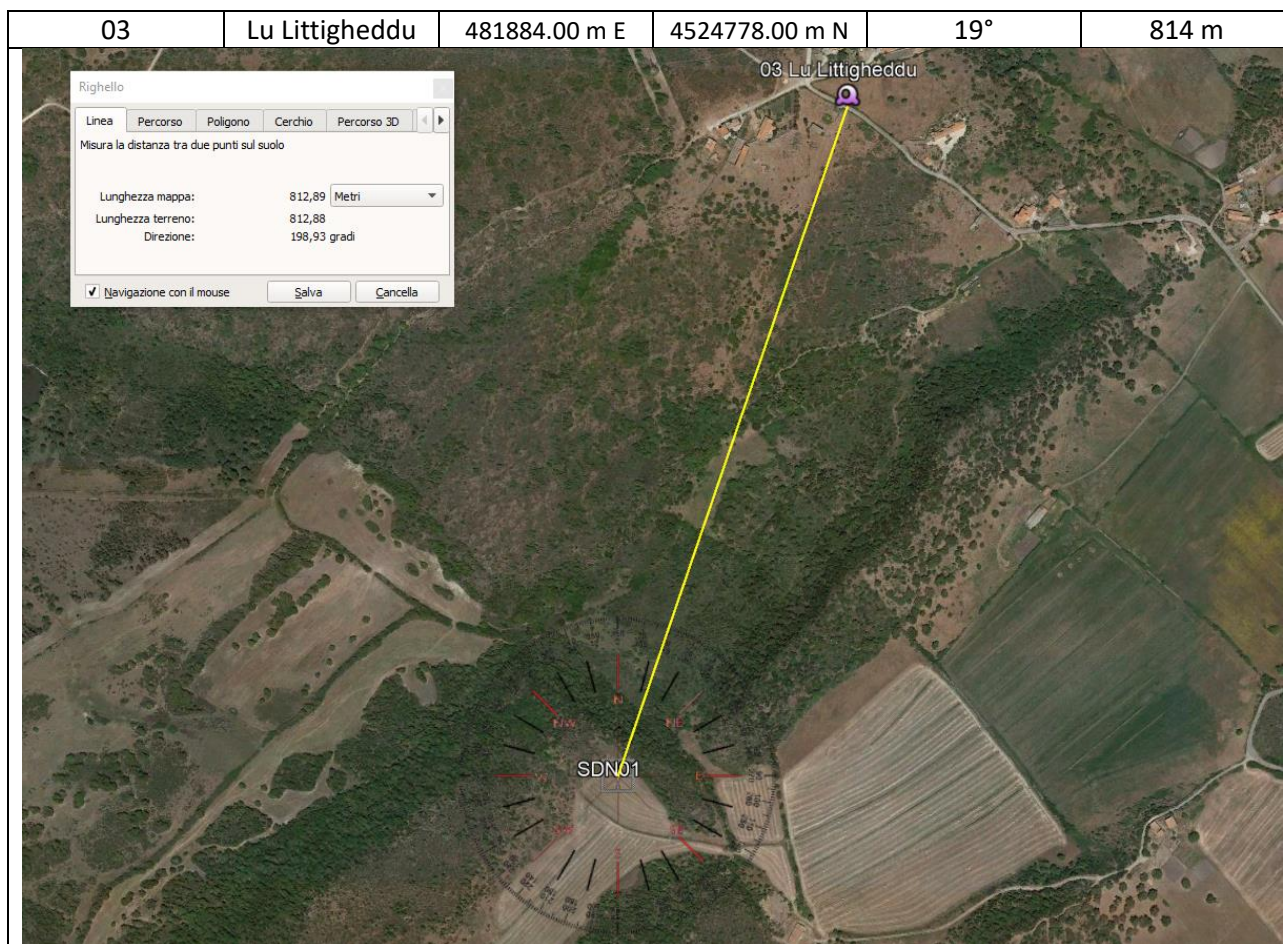 03 Lu Littigheddu 481884.00 m E 4524778.00 m N 19° 814 m
03 Lu Littigheddu
Righello
Linea Percorso Poligono Cerchio Percorso 3D
Misura la distanza tra due punti sul suolo
Lunghezza mappa: 812,89 Metri
Lunghezza terreno: 812,88
Direzione: 198,93 gradi
Navigazione con il mouse Salva Cancella
N
NW NE
SDN01
W E
SE